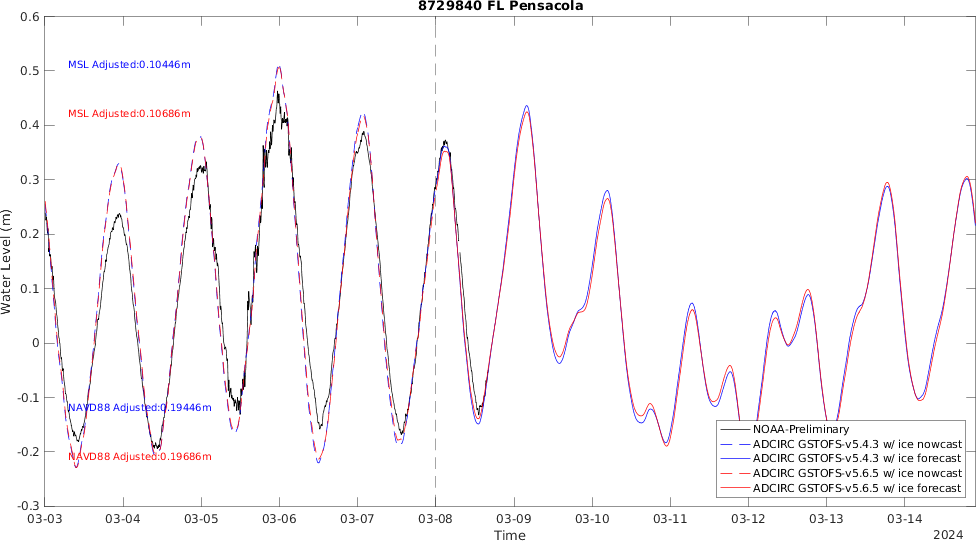 8729840 FL Pensacola
0.6
0.5
0.4
0.3
0.2
0.1
0
-0.1
-0.2
-0.3
Water Level (m)
MSL Adjusted:0.10446m
MSL Adjusted:0.10686m
NAVD88 Adjusted:0.19446m
NAVD88 Adjusted:0.19686m
NOAA-Preliminary
ADCIRC GSTOFS-v5.4.3 w/ ice nowcast
ADCIRC GSTOFS-v5.4.3 w/ ice forecast
ADCIRC GSTOFS-v5.6.5 w/ ice nowcast
ADCIRC GSTOFS-v5.6.5 w/ ice forecast
03-03 03-04 03-05 03-06 03-07 03-08 03-09 03-10 03-11 03-12 03-13 03-14
Time
2024